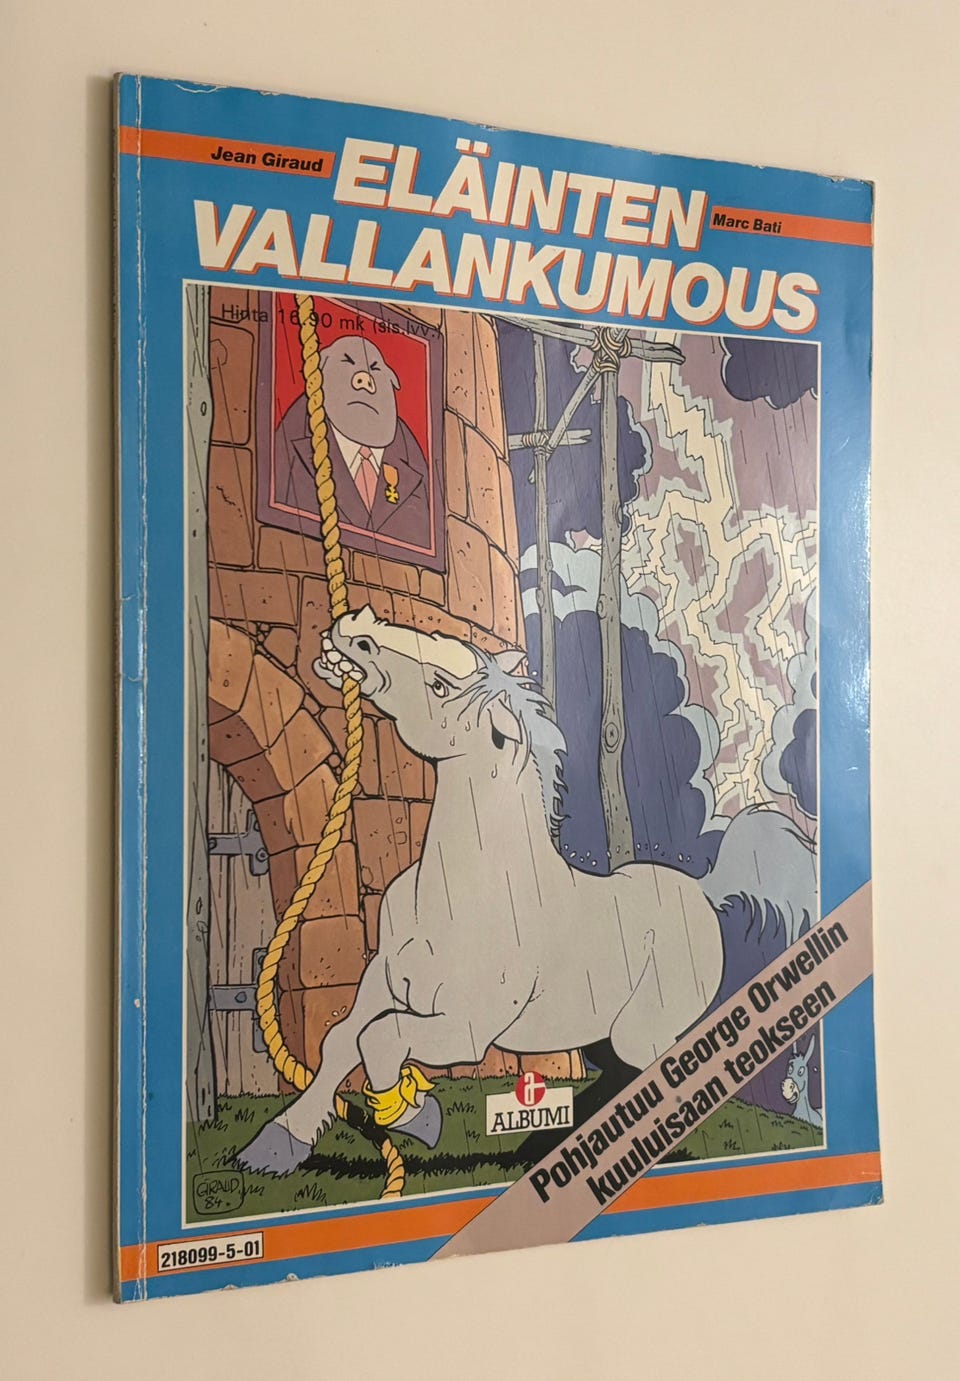 Jean Giraud
ELÄINTEN
Marc Bati
VALLANKUMOUS
Hinta 16,90 mk (sis.lvv.)
a
ALBUMI
Pohjautuu George Orwellin
kuuluisaan teokseen
GIRAUD
84.
218099-5-01